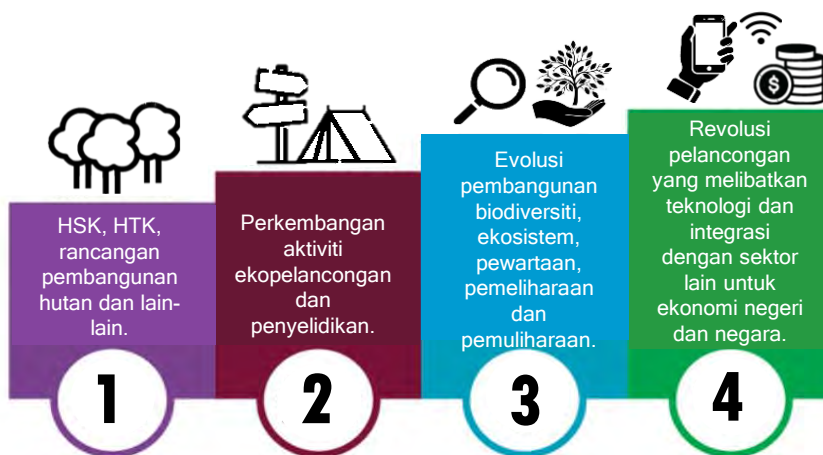 HSK, HTK,
rancangan
pembangunan
hutan dan lain-
lain.
1
Perkembangan
aktiviti
ekopelancongan
dan
penyelidikan.
2
Evolusi
pembangunan
biodiversiti,
ekosistem,
pewartaan,
pemeliharaan
dan
pemuliharaan.
3
$
Revolusi
pelancongan
yang melibatkan
teknologi dan
integrasi
dengan sektor
lain untuk
ekonomi negeri
dan negara.
4